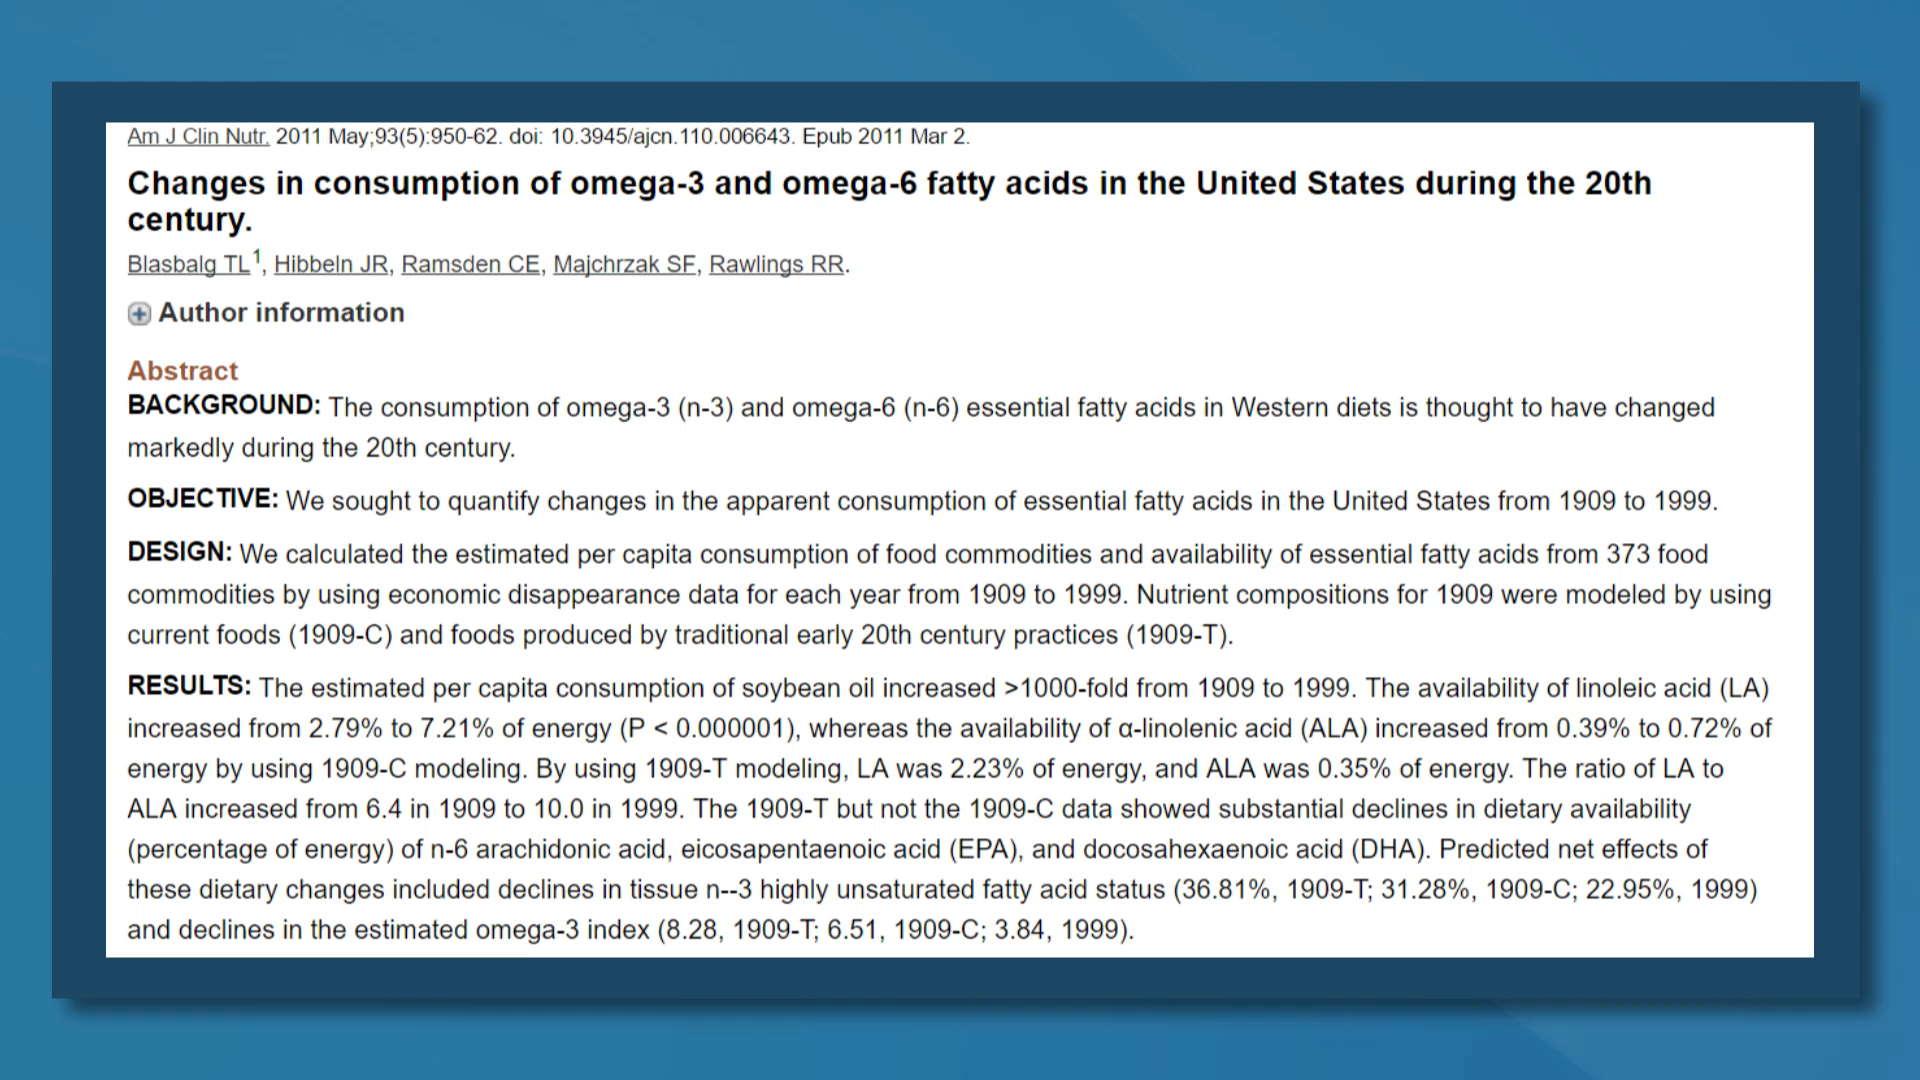 Am J Clin Nutr. 2011 May;93(5):950-62. doi: 10.3945/ajcn.110.006643. Epub 2011 Mar 2.
Changes in consumption of omega-3 and omega-6 fatty acids in the United States during the 20th
century.
Blasbalg TL1, Hibbeln JR, Ramsden CE, Majchrzak SF, Rawlings RR.
Author information
Abstract
BACKGROUND: The consumption of omega-3 (n-3) and omega-6 (n-6) essential fatty acids in Western diets is thought to have changed
markedly during the 20th century.
OBJECTIVE: We sought to quantify changes in the apparent consumption of essential fatty acids in the United States from 1909 to 1999.
DESIGN: We calculated the estimated per capita consumption of food commodities and availability of essential fatty acids from 373 food
commodities by using economic disappearance data for each year from 1909 to 1999. Nutrient compositions for 1909 were modeled by using
current foods (1909-C) and foods produced by traditional early 20th century practices (1909-T).
RESULTS: The estimated per capita consumption of soybean oil increased >1000-fold from 1909 to 1999. The availability of linoleic acid (LA)
increased from 2.79% to 7.21% of energy (P < 0.000001), whereas the availability of α-linolenic acid (ALA) increased from 0.39% to 0.72% of
energy by using 1909-C modeling. By using 1909-T modeling, LA was 2.23% of energy, and ALA was 0.35% of energy. The ratio of LA to
ALA increased from 6.4 in 1909 to 10.0 in 1999. The 1909-T but not the 1909-C data showed substantial declines in dietary availability
(percentage of energy) of n-6 arachidonic acid, eicosapentaenoic acid (EPA), and docosahexaenoic acid (DHA). Predicted net effects of
these dietary changes included declines in tissue n--3 highly unsaturated fatty acid status (36.81%, 1909-T; 31.28%, 1909-C; 22.95%, 1999)
and declines in the estimated omega-3 index (8.28, 1909-T; 6.51, 1909-C; 3.84, 1999).